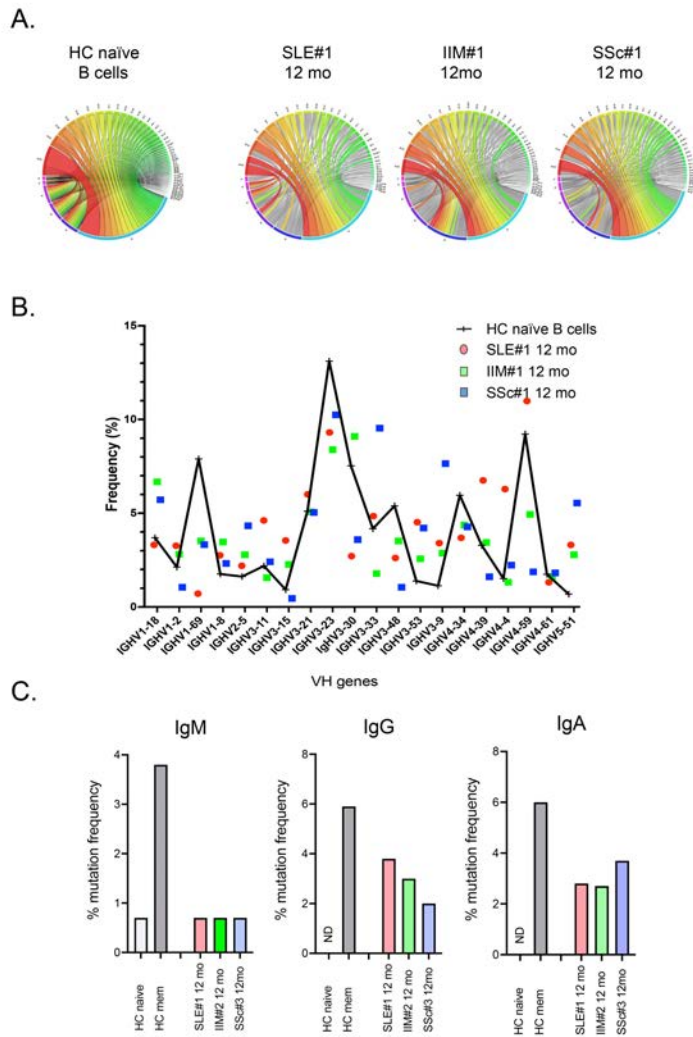 A.
HC naïve
B cells
SLE#1
12 mo
IIM#1
12mo
SSc#1
12 mo
B.
HC naïve B cells
SLE#1 12 mo
IIM#1 12 mo
SSc#1 12 mo
15
10
5
0
Frequency (%)
IGHV1-18
IGHV1-2
IGHV1-69
IGHV1-8
IGHV2-5
IGHV3-11
IGHV3-15
IGHV3-21
IGHV3-23
IgHV3-30
IGHV3-33
IGHV3-48
IGHV3-53
IGHV3-9
IGHV4-34
IGHV4-39
IGHV4-4
IGHV4-59
IGHV4-61
IGHV5-51
VH genes
C.
IgM
4
3
2
1
0
% mutation frequency
HC naive
HC mem
SLE#1 12 mo
IIM#2 12 mo
SSc#3 12mo
IgG
8
6
4
2
0
% mutation frequency
ND
HC naive
HC mem
SLE#1 12 mo
IIM#2 12 mo
SSc#3 12 mo
IgA
8
6
4
2
0
% mutation frequency
ND
HC naive
HC mem
SLE#1 12 mo
IIM#2 12 mo
SSc#3 12mo